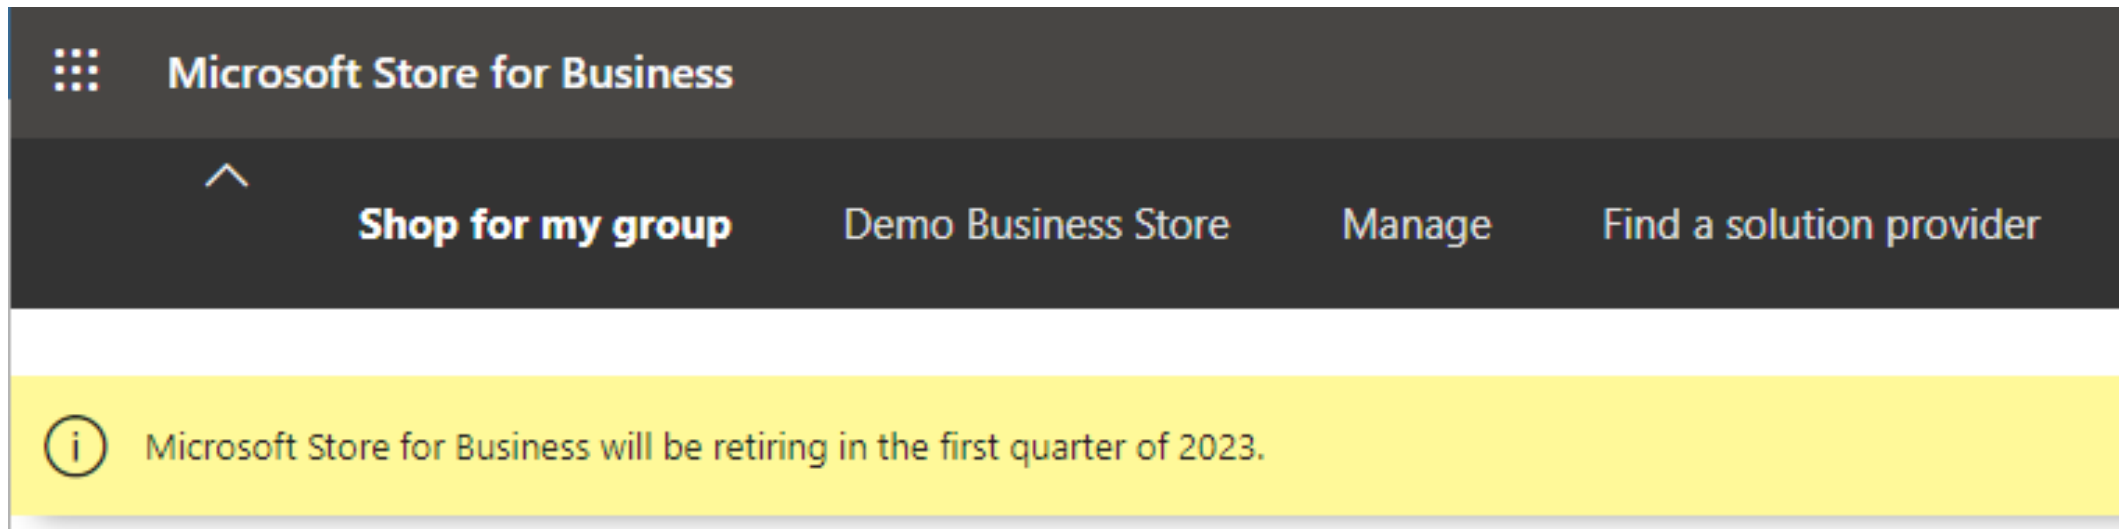 Microsoft Store for Business
Shop for my group Demo Business Store Manage Find a solution provider
Microsoft Store for Business will be retiring in the first quarter of 2023.